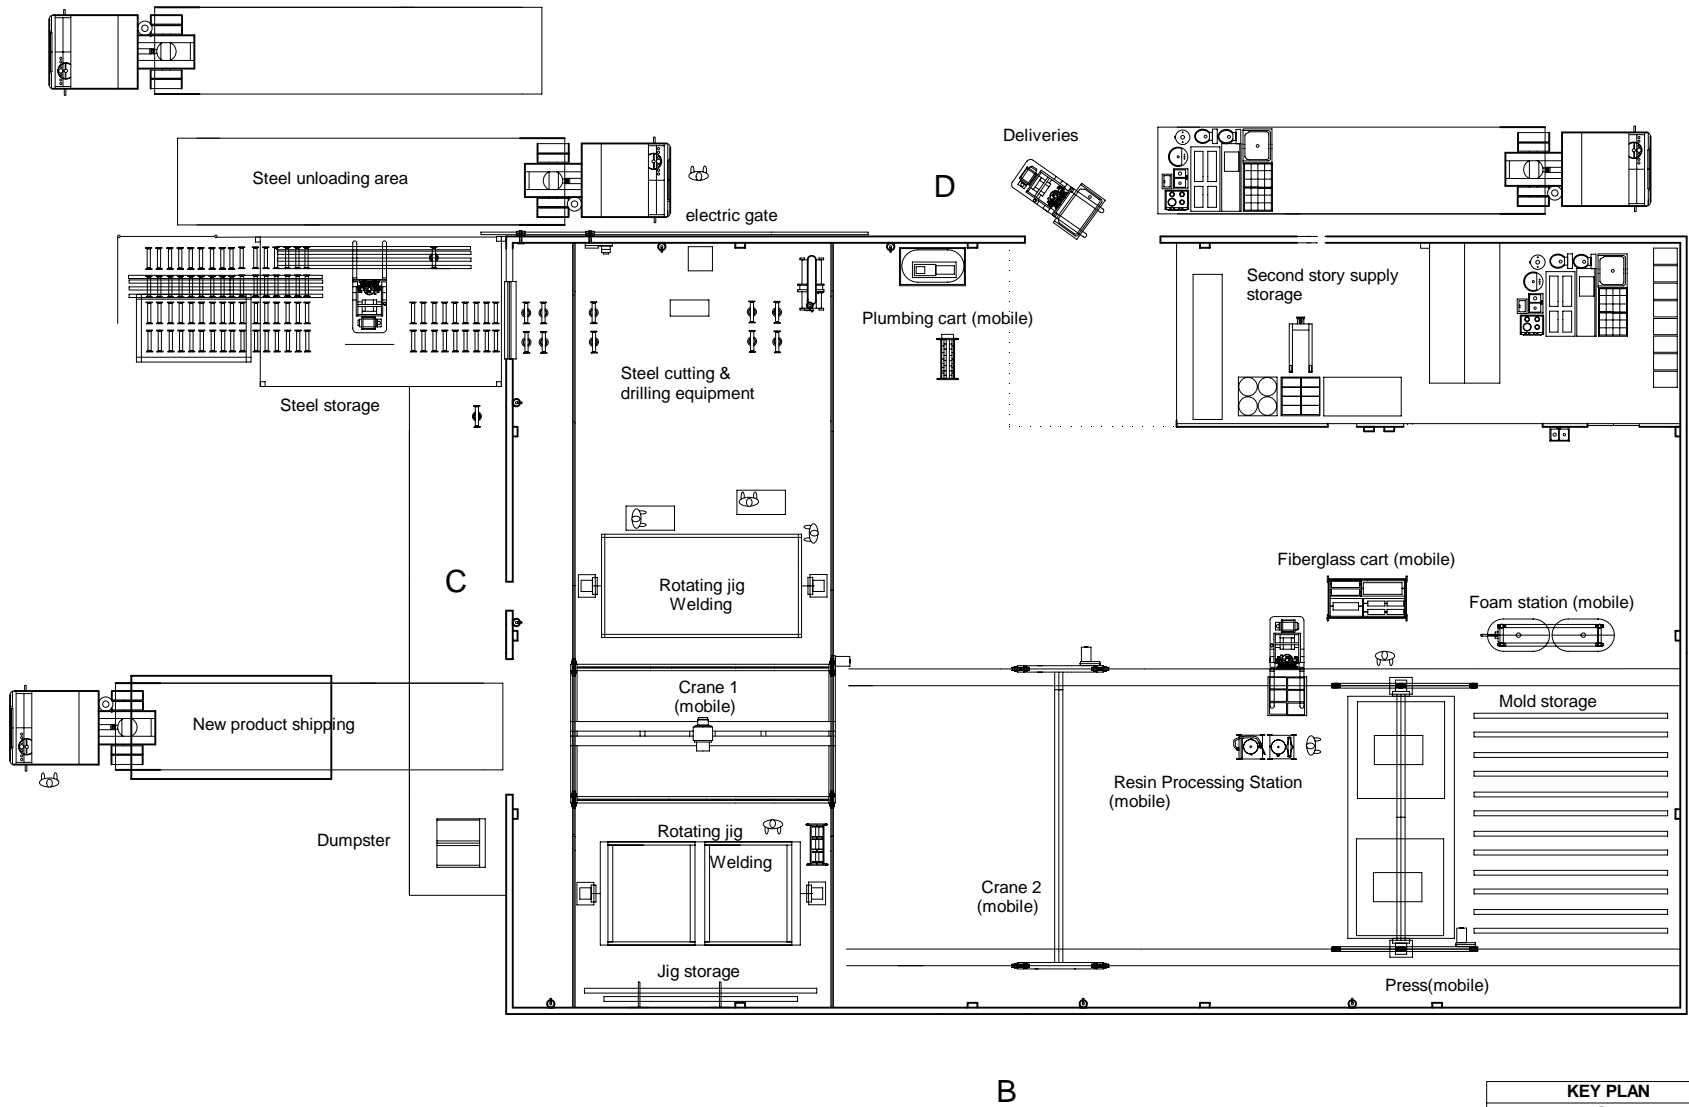 Deliveries
Steel unloading area
D
electric gate
Second story supply
storage
Plumbing cart (mobile)
Steel cutting &
drilling equipment
Steel storage
Fiberglass cart (mobile)
C
Rotating jig
Welding
Foam station (mobile)
Crane 1
(mobile)
Mold storage
New product shipping
Resin Processing Station
(mobile)
Rotating jig
Welding
Dumpster
Crane 2
(mobile)
Jig storage
Press(mobile)
B
KEY PLAN